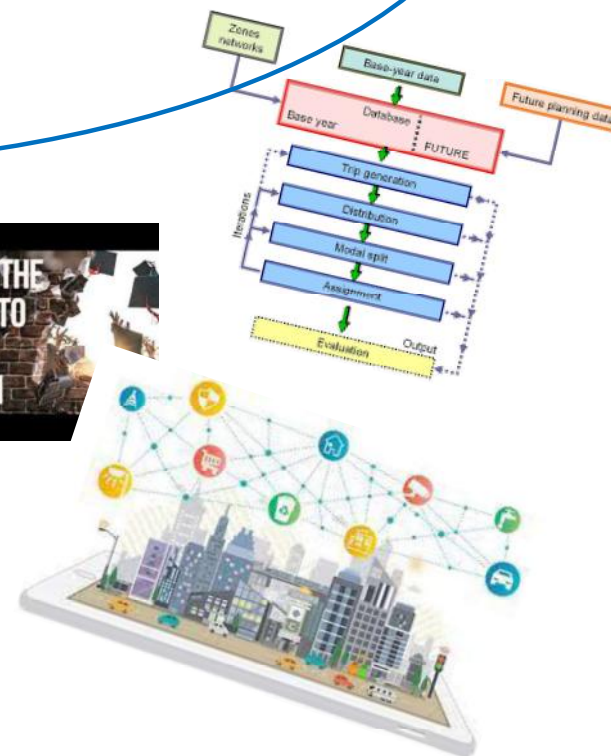 Zones
networks
Base-year data
Future planning data
Database
Base year
FUTURE
Trip generation
Distribution
Modal split
Assignment
Iterations
Evaluation
Output
THE
TO